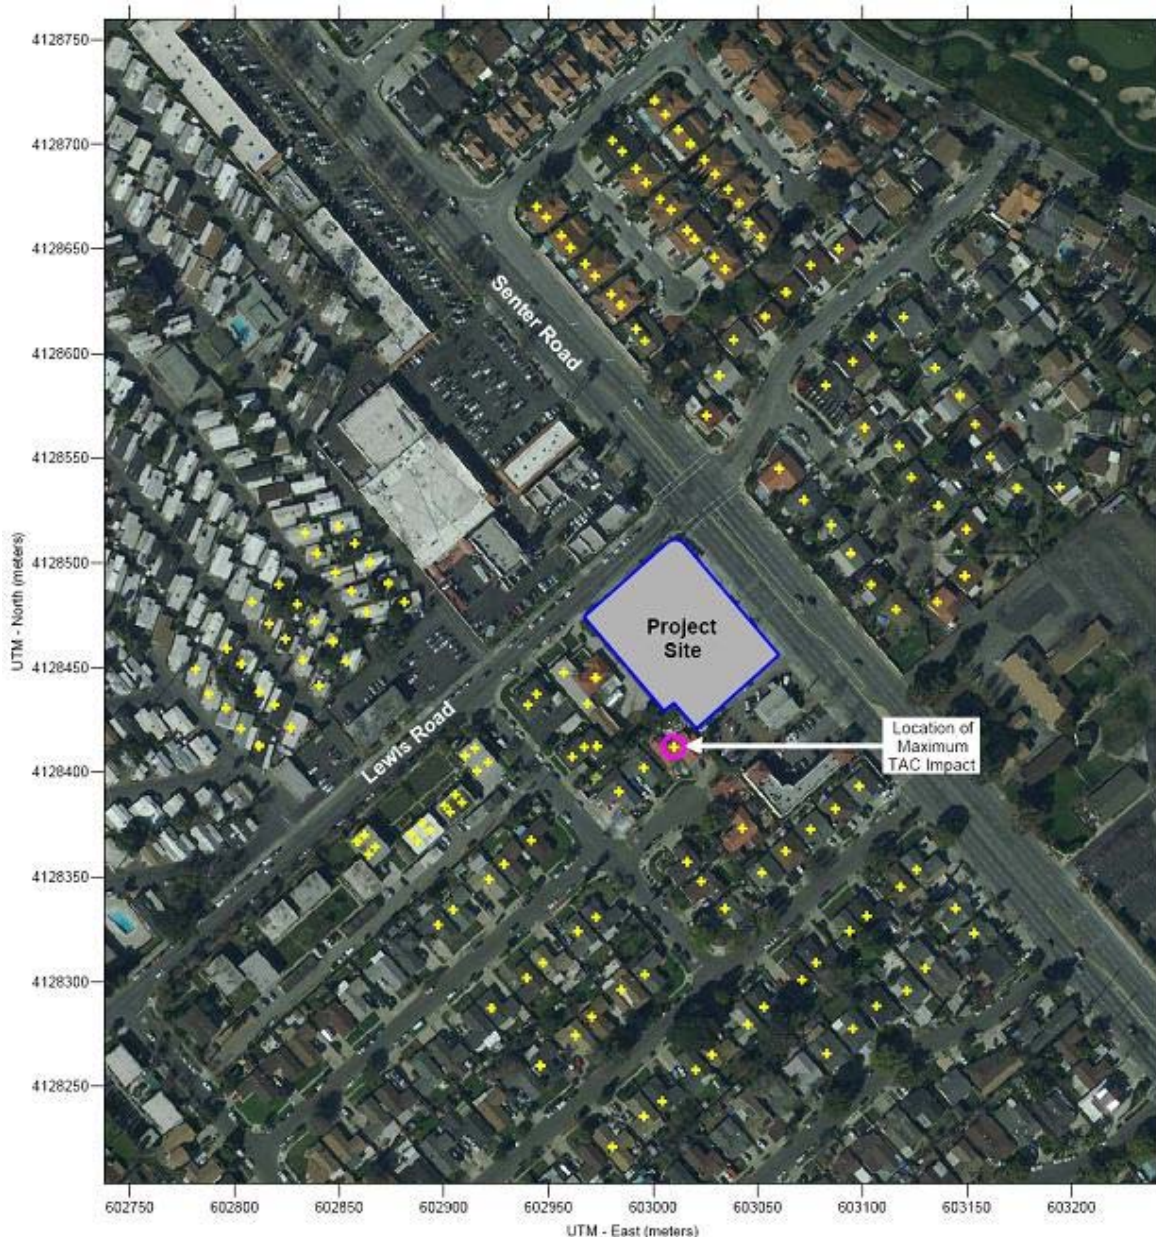 4128750
4128700
4128650
4128600
4128550
4128500
4128450
4128400
4128350
4128300
4128250
UTM - North (meters)
Senter Road
Project
Site
Lewis Road
Location of
Maximum
TAC Impact
602750 602800 602850 602900 602950 603000 603050 603100 603150 603200
UTM - East (meters)